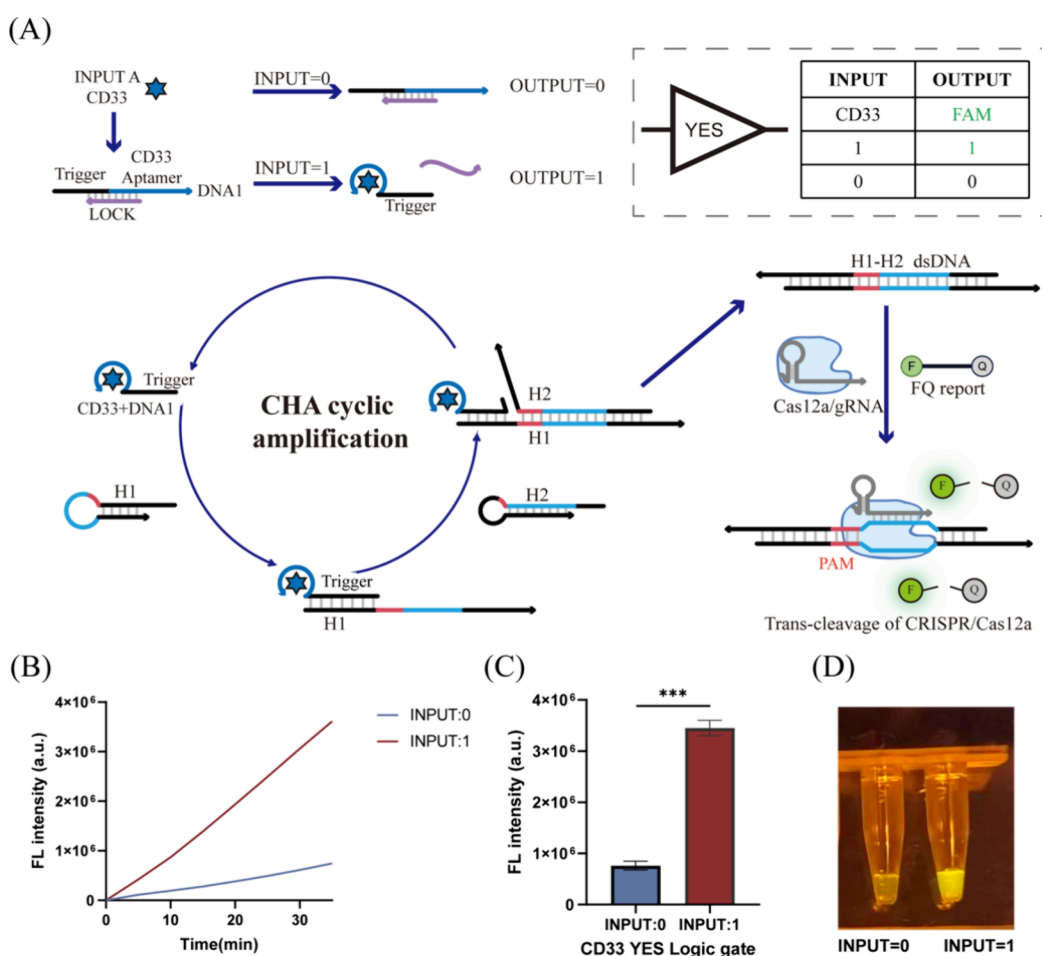 (A)
INPUT A
CD33
INPUT=0
OUTPUT=0
Trigger
CD33
Aptamer
DNA1
LOCK
INPUT=1
Trigger
OUTPUT=1
YES
INPUT OUTPUT
CD33 FAM
1 1
0 0
H1-H2 dsDNA
Trigger
CD33+DNA1
CHA cyclic
amplification
H2
H1
Cas12a/gRNA
F Q
FQ report
H1
H2
Trigger
H1
F Q
PAM
F Q
Trans-cleavage of CRISPR/Cas12a
(B)
FL intensity (a.u.)
4×10⁶
3×10⁶
2×10⁶
1×10⁶
0
0 10 20 30
Time(min)
INPUT:0
INPUT:1
(C)
FL intensity (a.u.)
4×10⁶
3×10⁶
2×10⁶
1×10⁶
0
***
INPUT:0 INPUT:1
CD33 YES Logic gate
(D)
INPUT=0 INPUT=1